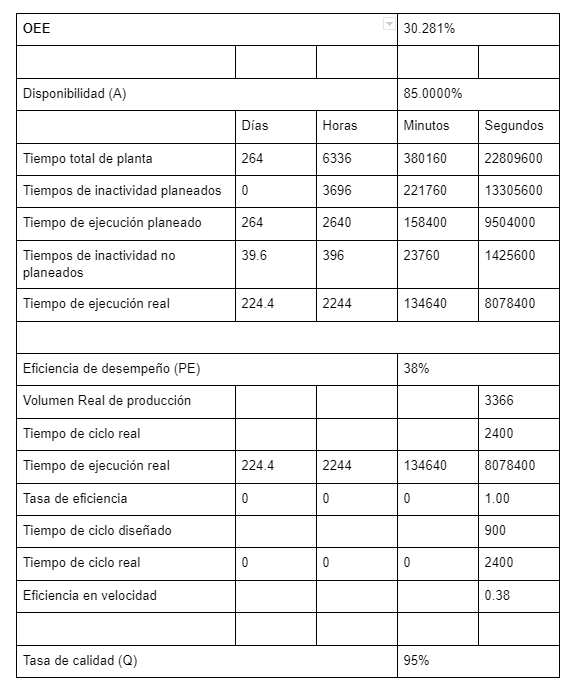 OEE 30.281%
Disponibilidad (A) 85.0000%
Días Horas Minutos Segundos
Tiempo total de planta 264 6336 380160 22809600
Tiempos de inactividad planeados 0 3696 221760 13305600
Tiempo de ejecución planeado 264 2640 158400 9504000
Tiempos de inactividad no
planeados 39.6 396 23760 1425600
Tiempo de ejecución real 224.4 2244 134640 8078400
Eficiencia de desempeño (PE) 38%
Volumen Real de producción 3366
Tiempo de ciclo real 2400
Tiempo de ejecución real 224.4 2244 134640 8078400
Tasa de eficiencia 0 0 0 1.00
Tiempo de ciclo diseñado 900
Tiempo de ciclo real 0 0 0 2400
Eficiencia en velocidad 0.38
Tasa de calidad (Q) 95%